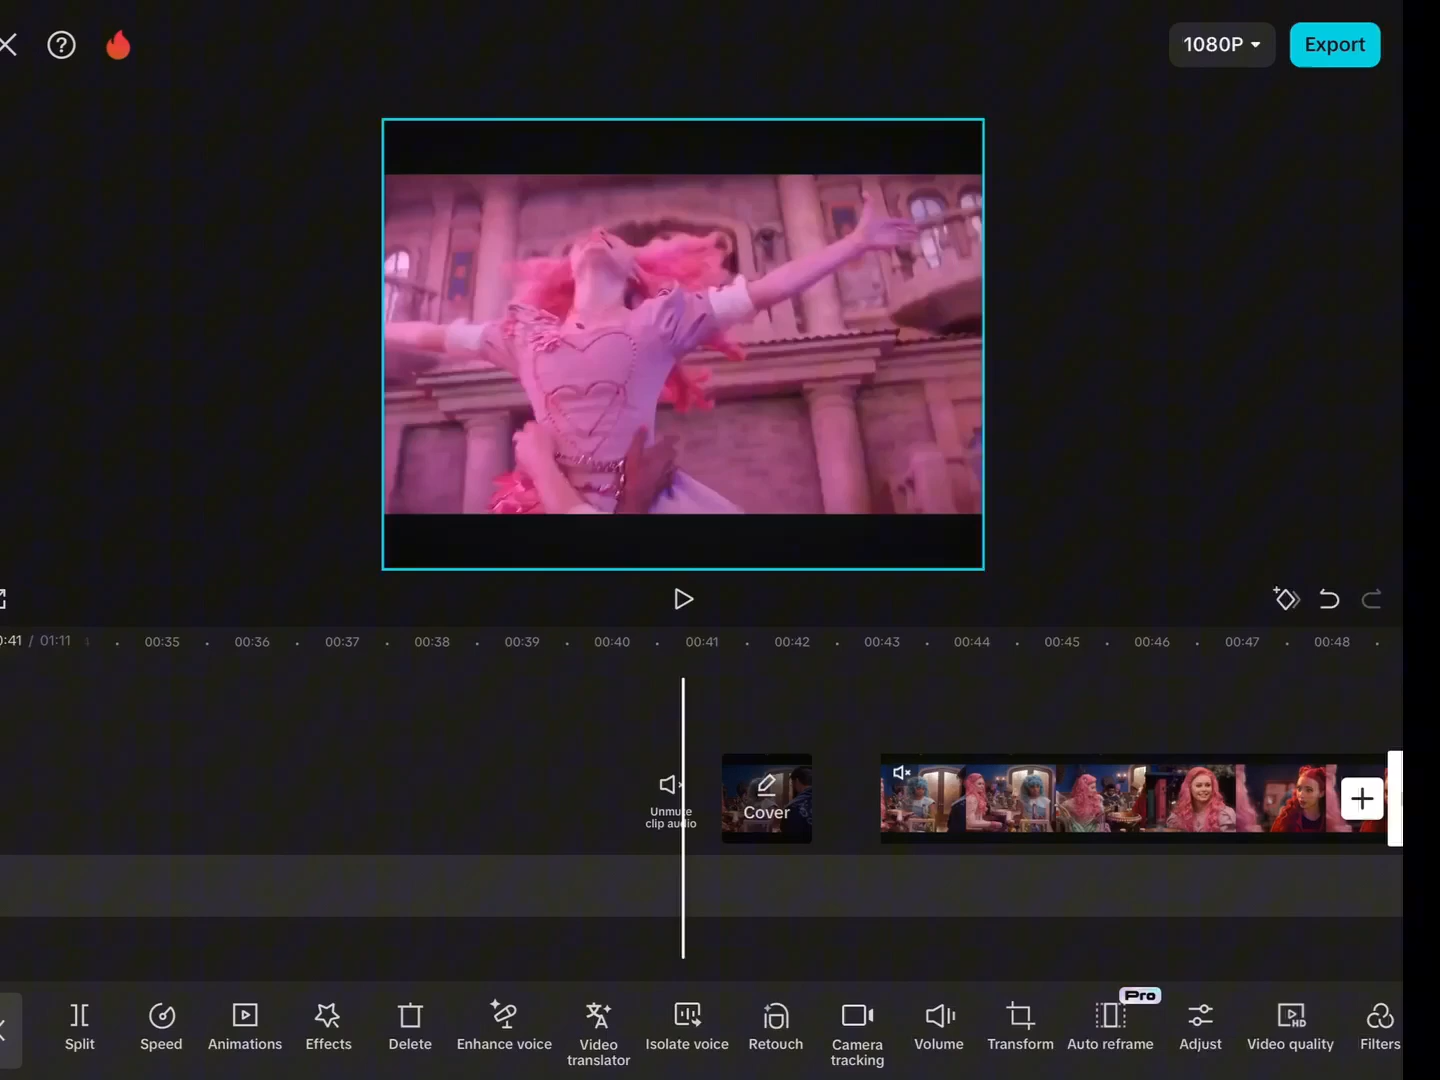 1080P
Export
0:41 / 01:11
00:35
00:36
00:37
00:38
00:39
00:40
00:41
00:42
00:43
00:44
00:45
00:46
00:47
00:48
Unmute
clip audio
Cover
Pro
Split
Speed
Animations
Effects
Delete
Enhance voice
Video
translator
Isolate voice
Retouch
Camera
tracking
Volume
Transform
Auto reframe
Adjust
HD
Video quality
Filters